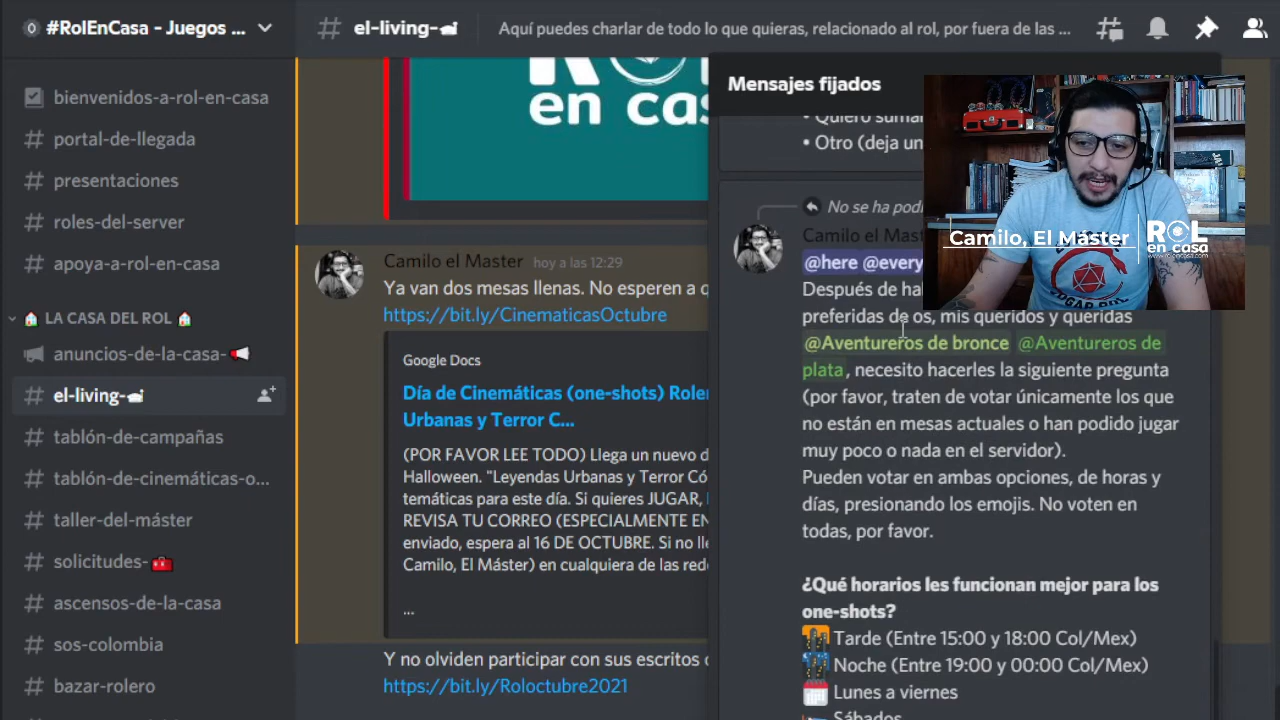 #RolEnCasa - Juegos ...
el-living-
Aquí puedes charlar de todo lo que quieras, relacionado al rol, por fuera de las ...
bienvenidos-a-rol-en-casa
portal-de-llegada
presentaciones
roles-del-server
apoya-a-rol-en-casa
LA CASA DEL ROL
anuncios-de-la-casa-
el-living-
tablón-de-campañas
tablón-de-cinemáticas-o...
taller-del-máster
solicitudes-
ascensos-de-la-casa
sos-colombia
bazar-rolero
en cas
Camilo el Master hoy a las 12:29
Ya van dos mesas llenas. No esperen a q
https://bit.ly/CinematicasOctubre
Google Docs
Día de Cinemáticas (one-shots) Roler
Urbanas y Terror C...
(POR FAVOR LEE TODO) Llega un nuevo d
Halloween. "Leyendas Urbanas y Terror Có
temáticas para este día. Si quieres JUGAR,
REVISA TU CORREO (ESPECIALMENTE EN
enviado, espera al 16 DE OCTUBRE. Si no ll
Camilo, El Máster) en cualquiera de las red
...
Y no olviden participar con sus escritos
https://bit.ly/Roloctubre2021
Mensajes fijados
• Quiero sumar
• Otro (deja un
No se ha podi
Camilo el Mast
@here @every
Después de ha
preferidas de os, mis queridos y queridas
@Aventureros de bronce @Aventureros de
plata, necesito hacerles la siguiente pregunta
(por favor, traten de votar únicamente los que
no están en mesas actuales o han podido jugar
muy poco o nada en el servidor).
Pueden votar en ambas opciones, de horas y
días, presionando los emojis. No voten en
todas, por favor.
¿Qué horarios les funcionan mejor para los
one-shots?
Tarde (Entre 15:00 y 18:00 Col/Mex)
Noche (Entre 19:00 y 00:00 Col/Mex)
Lunes a viernes
Sábados
Camilo, El Máster
ROL
en casa